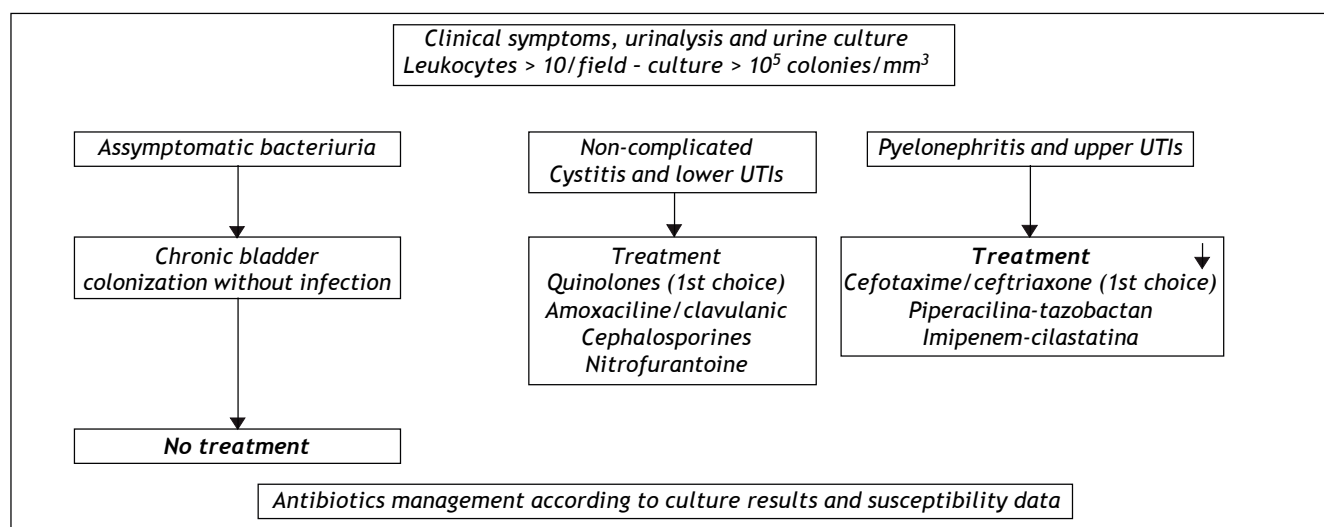 Clinical symptoms, urinalysis and urine culture
Leukocytes > 10/field - culture > 10⁵ colonies/mm³
Assymptomatic bacteriuria
Non-complicated
Cystitis and lower UTIs
Pyelonephritis and upper UTIs
Chronic bladder
colonization without infection
Treatment
Quinolones (1st choice)
Amoxaciline/clavulanic
Cephalosporines
Nitrofurantoine
Treatment
Cefotaxime/ceftriaxone (1st choice)
Piperacilina-tazobactan
Imipenem-cilastatina
No treatment
Antibiotics management according to culture results and susceptibility data